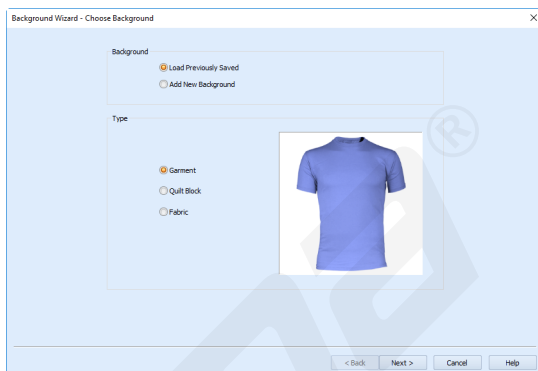 Background Wizard - Choose Background
Background
Load Previously Saved
Add New Background
Type
Garment
Quilt Block
Fabric
®
< Back Next > Cancel Help